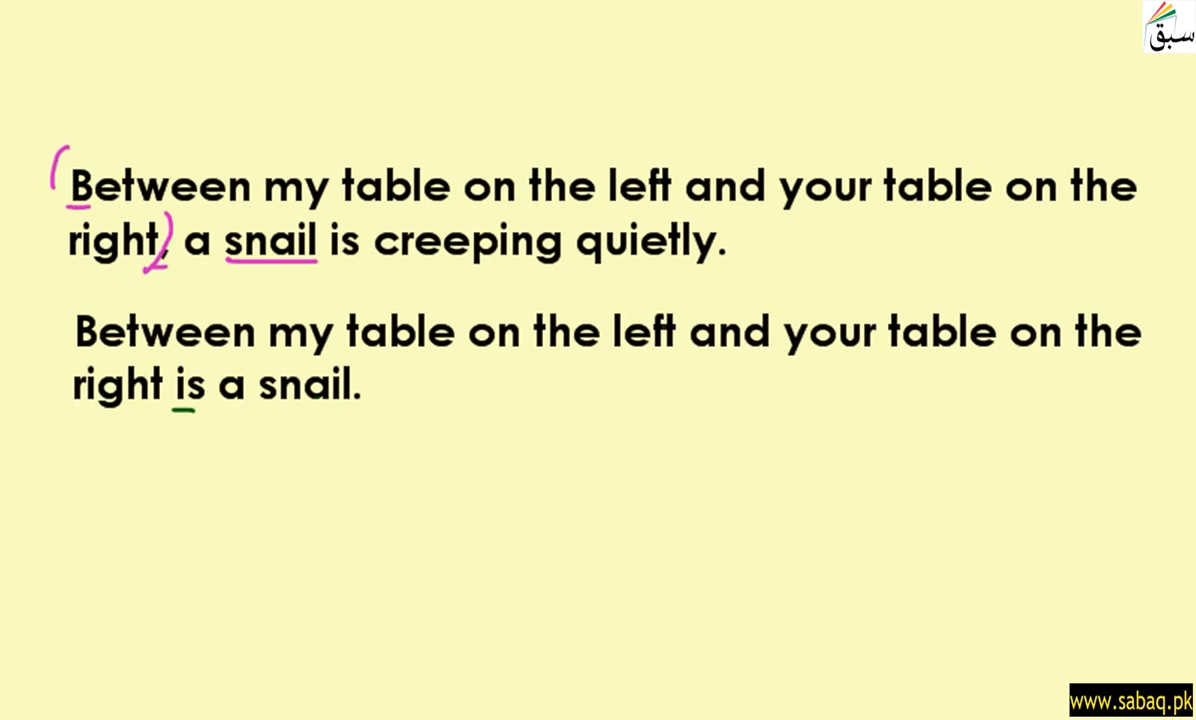 سبق
Between my table on the left and your table on the
right, a snail is creeping quietly.
Between my table on the left and your table on the
right is a snail.
www.sabaq.pk